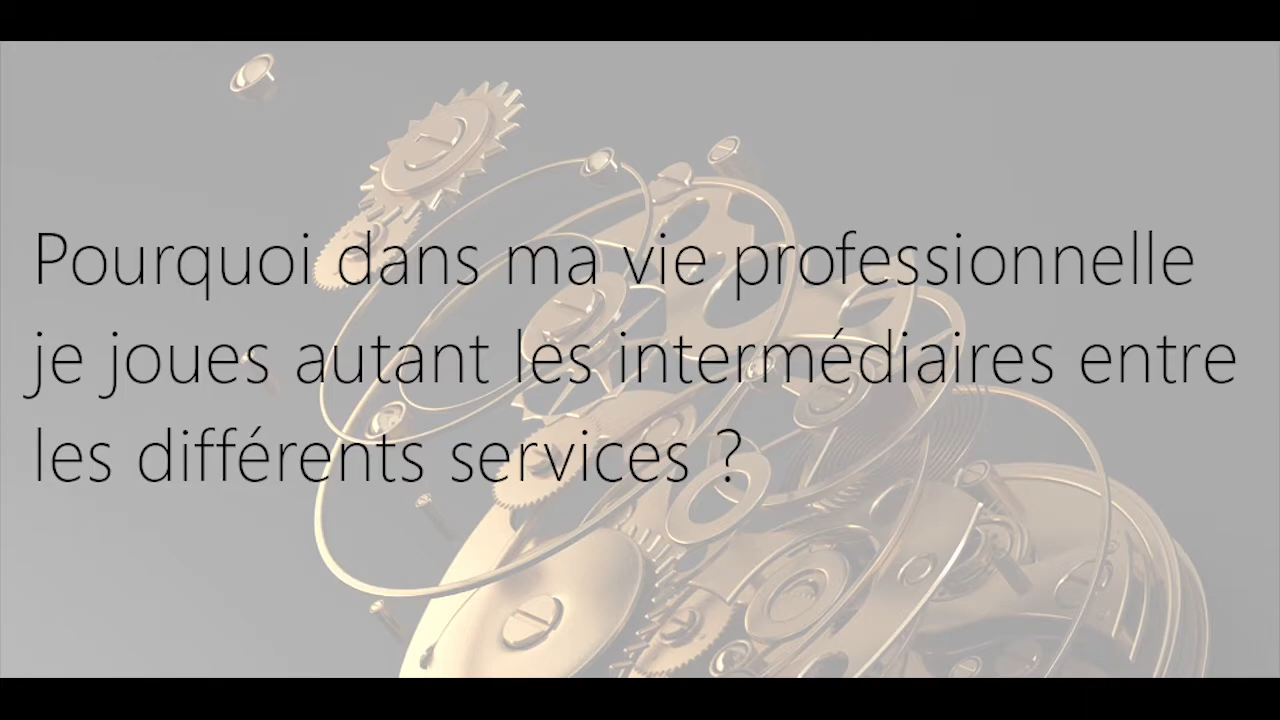 Pourquoi dans ma vie professionnelle
je joues autant les intermédiaires entre
les différents services ?